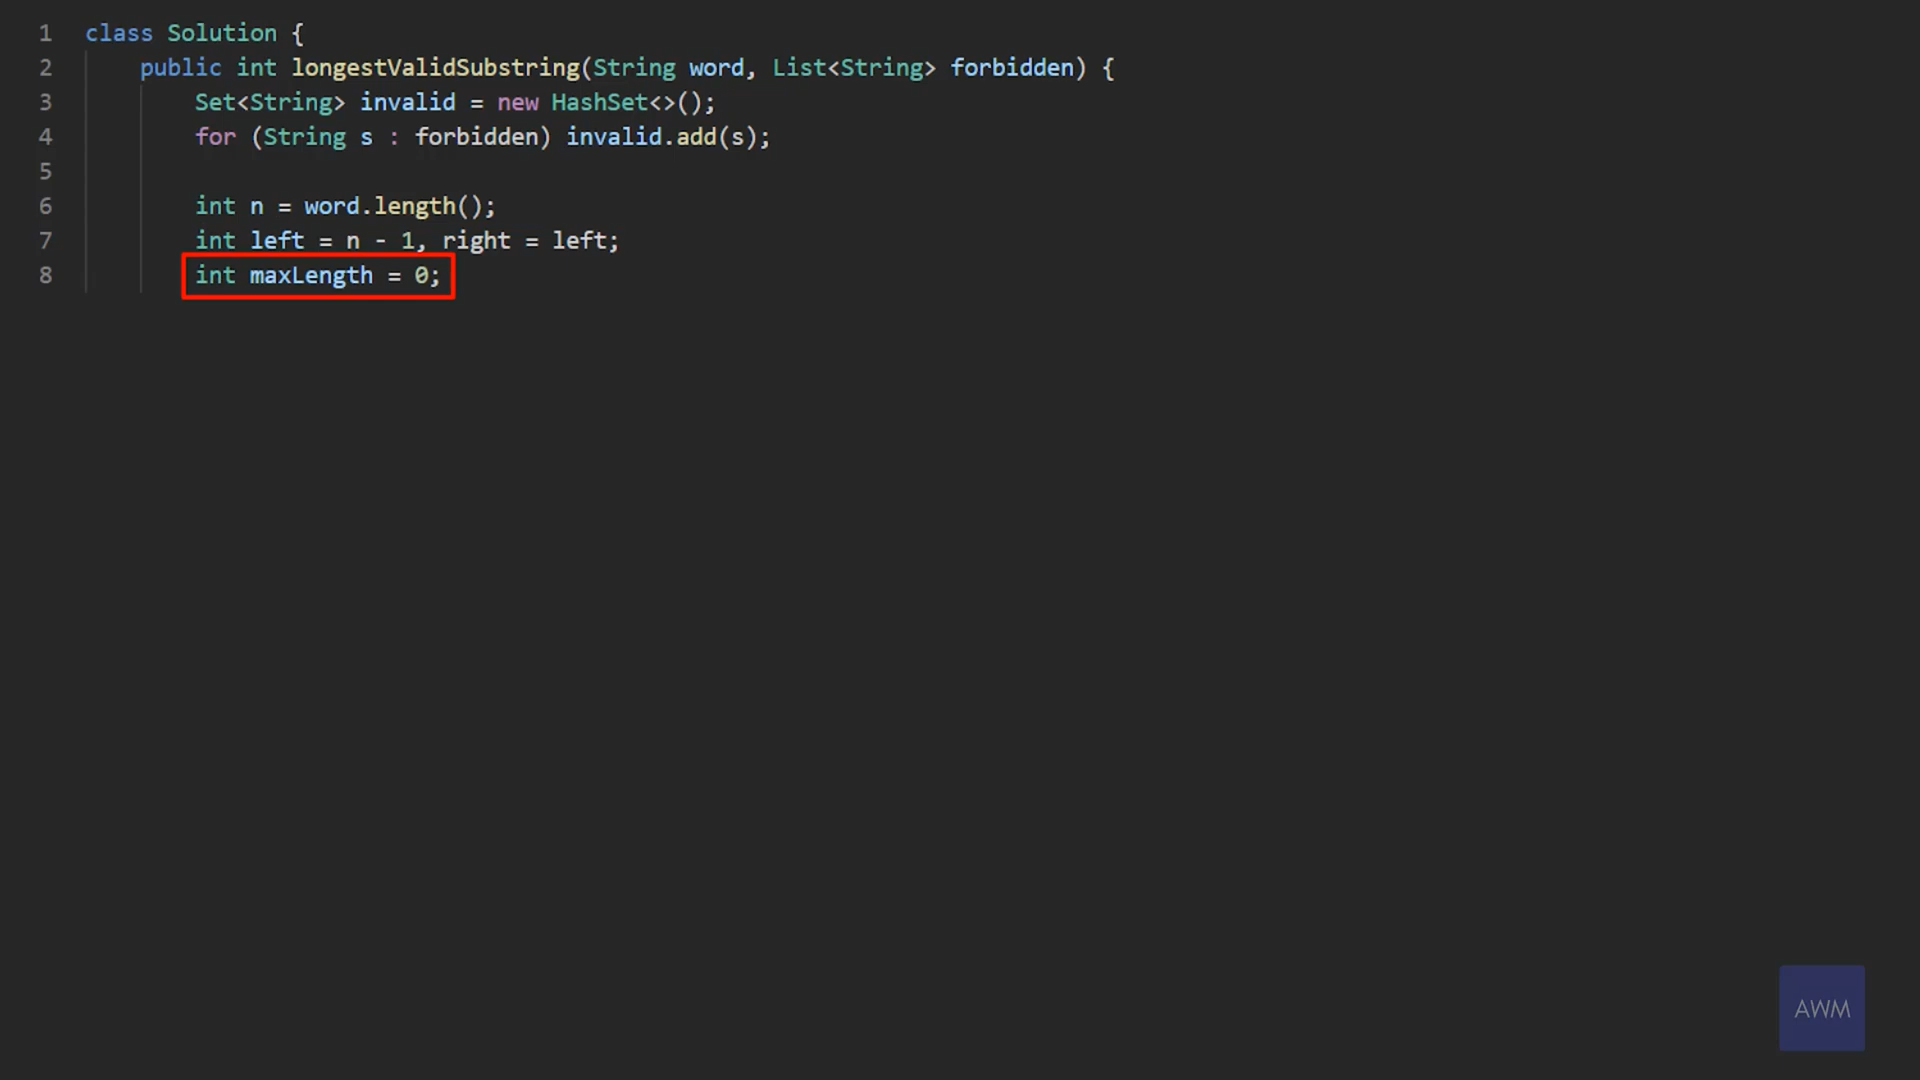 1 class Solution {
2 public int longestValidSubstring(String word, List<String> forbidden) {
3 Set<String> invalid = new HashSet<>();
4 for (String s : forbidden) invalid.add(s);
5
6 int n = word.length();
7 int left = n - 1, right = left;
8 int maxLength = 0;
AWM